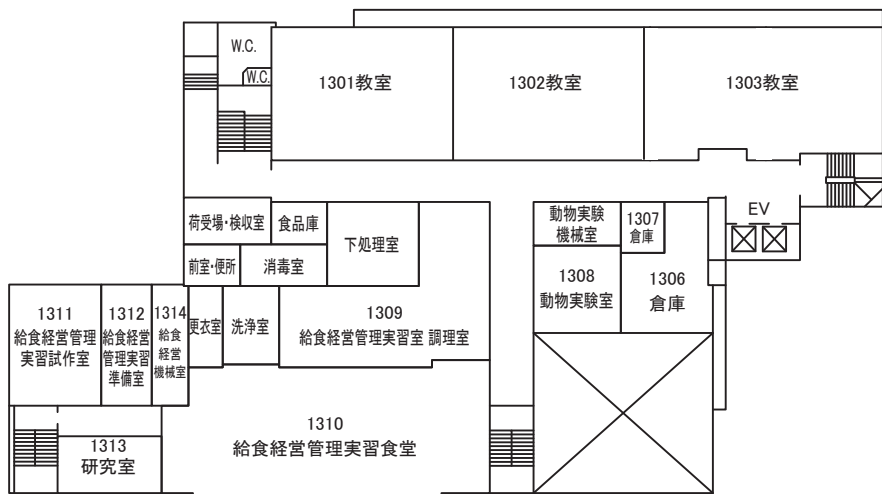 W.C.
W.C.
1301教室
1302教室
1303教室
荷受場・検収室
食品庫
下処理室
前室・便所
消毒室
動物実験
機械室
1307
倉庫
EV
1308
動物実験室
1306
倉庫
1311
給食経営管理
実習試作室
1312
給食経営
管理実習
準備室
1314
給食
経営
機械室
更衣室
洗浄室
1309
給食経営管理実習室 調理室
1310
給食経営管理実習食堂
1313
研究室